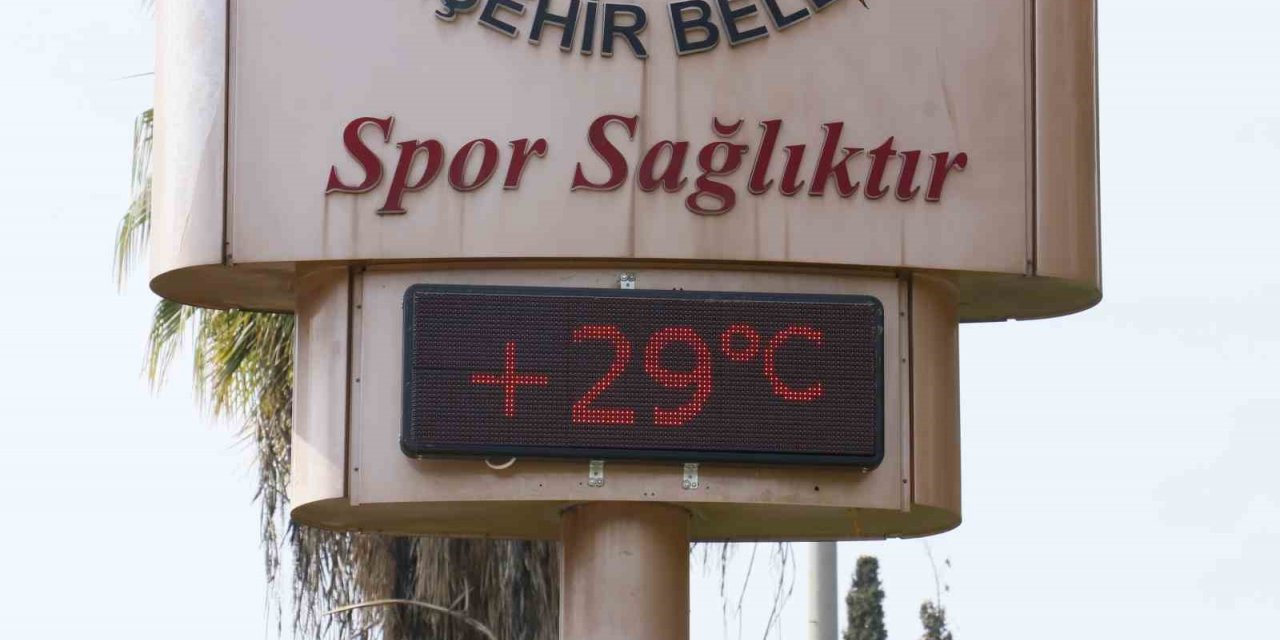 ŞEHİR BELE
Spor Sağlıktır
+29°C